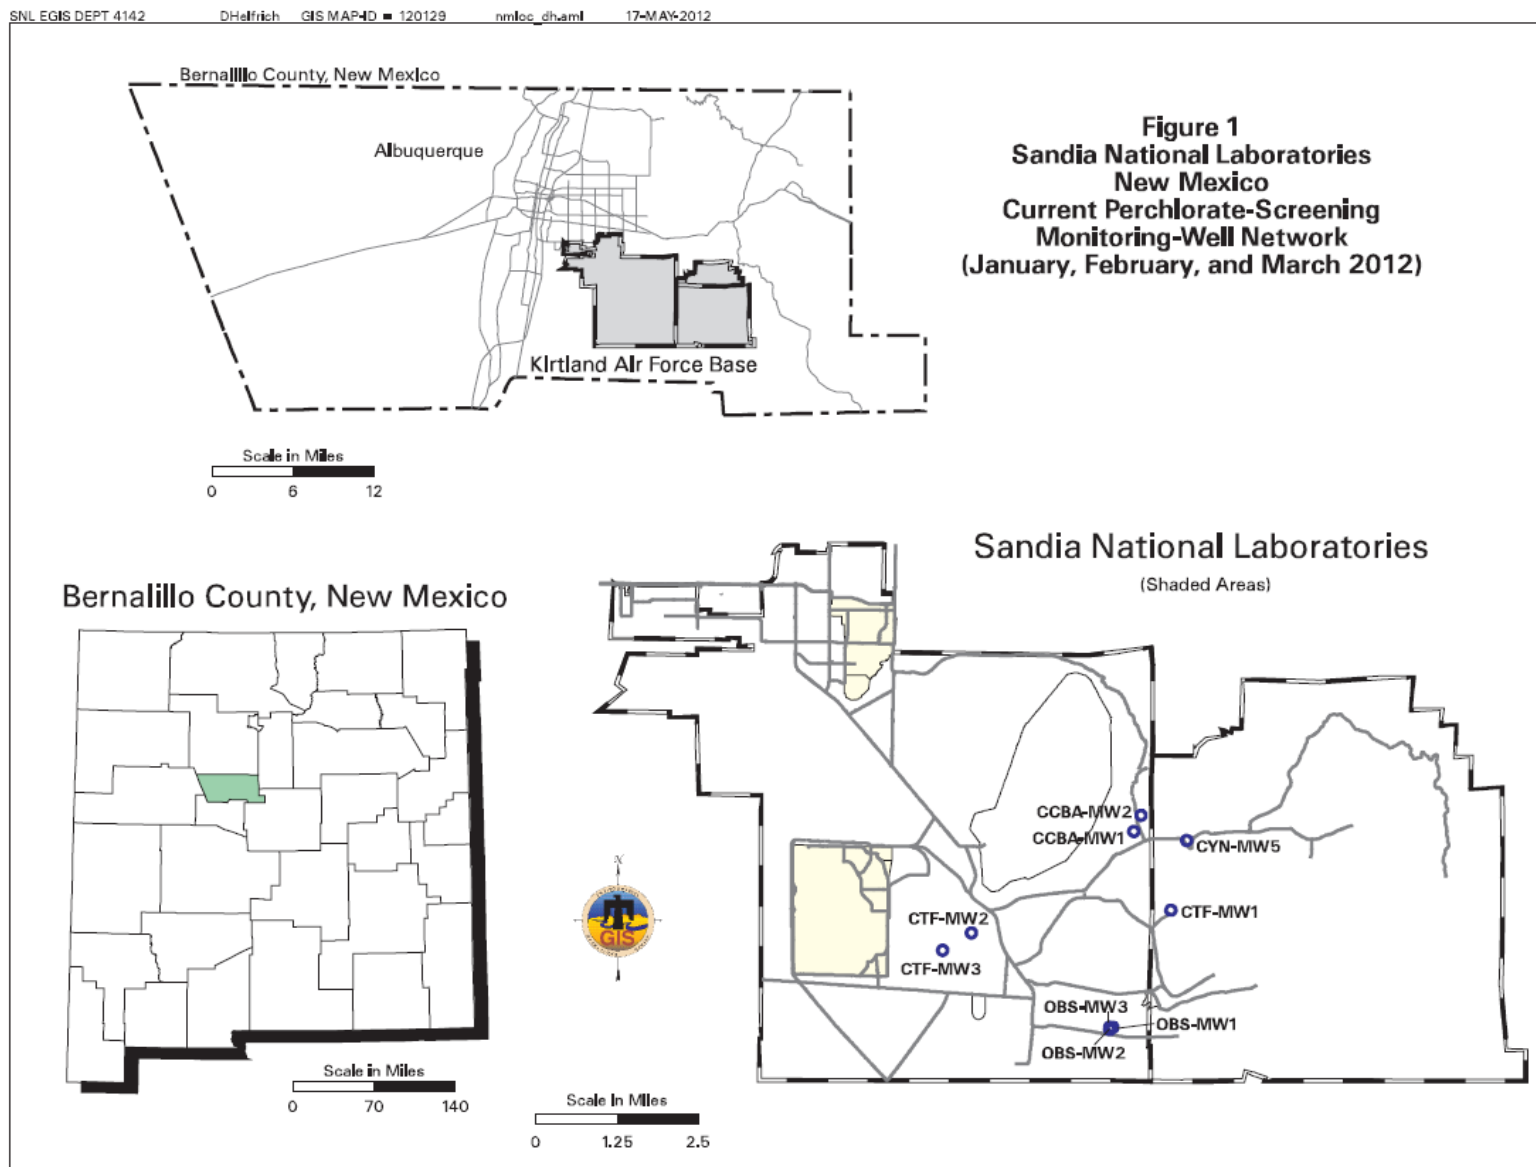 SNL EGIS DEPT 4142 DHelfrich GIS MAP-ID = 120129 nmloc_dh.aml 17-MAY-2012
Bernalillo County, New Mexico
Albuquerque
Kirtland Air Force Base
Scale in Miles
0 6 12
Figure 1
Sandia National Laboratories
New Mexico
Current Perchlorate-Screening
Monitoring-Well Network
(January, February, and March 2012)
Bernalillo County, New Mexico
Scale in Miles
0 70 140
N
GIS
Sandia National Laboratories
(Shaded Areas)
CCBA-MW2
CCBA-MW1
CYN-MW5
CTF-MW1
CTF-MW2
CTF-MW3
OBS-MW3
OBS-MW1
OBS-MW2
Scale in Miles
0 1.25 2.5